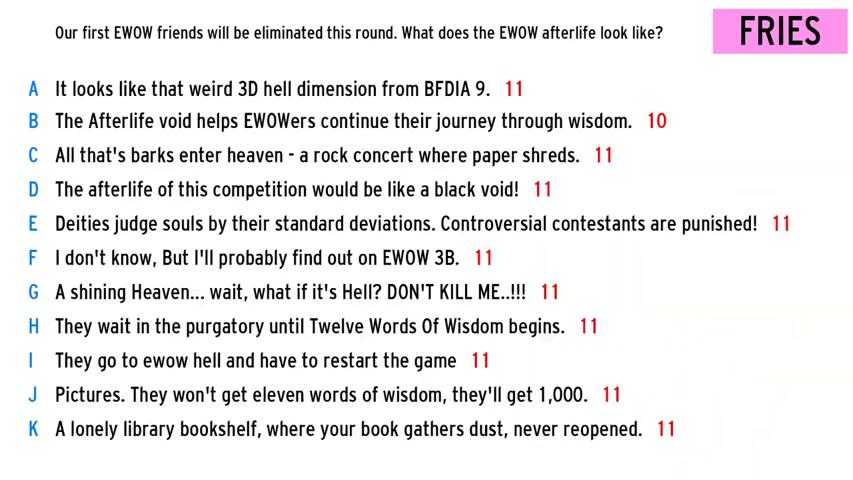 Our first EWOW friends will be eliminated this round. What does the EWOW afterlife look like?
FRIES
A It looks like that weird 3D hell dimension from BFDIA 9. 11
B The Afterlife void helps EWOWers continue their journey through wisdom. 10
C All that's barks enter heaven - a rock concert where paper shreds. 11
D The afterlife of this competition would be like a black void! 11
E Deities judge souls by their standard deviations. Controversial contestants are punished! 11
F I don't know, But I'll probably find out on EWOW 3B. 11
G A shining Heaven... wait, what if it's Hell? DON'T KILL ME..!!! 11
H They wait in the purgatory until Twelve Words Of Wisdom begins. 11
I They go to ewow hell and have to restart the game 11
J Pictures. They won't get eleven words of wisdom, they'll get 1,000. 11
K A lonely library bookshelf, where your book gathers dust, never reopened. 11